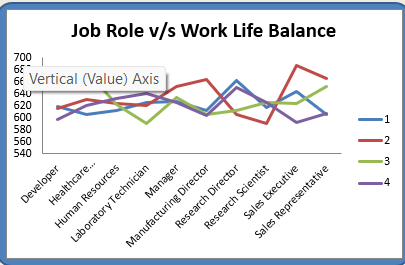 Job Role v/s Work Life Balance
700
Vertical (Value) Axis
640
620
600
580
560
540
Developer
Healthcare...
Human Resources
Laboratory Technician
Manager
Manufacturing Director
Research Director
Research Scientist
Sales Executive
Sales Representative
1
2
3
4